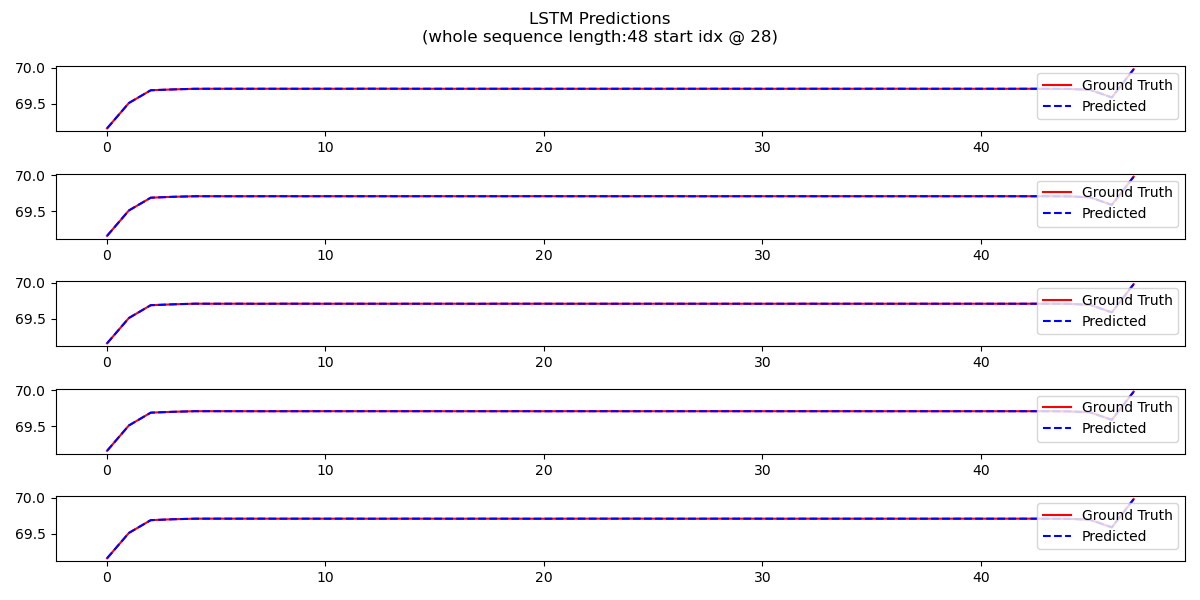 LSTM Predictions
(whole sequence length:48 start idx @ 28)
70.0
69.5
Ground Truth
Predicted
0 10 20 30 40
70.0
69.5
Ground Truth
Predicted
0 10 20 30 40
70.0
69.5
Ground Truth
Predicted
0 10 20 30 40
70.0
69.5
Ground Truth
Predicted
0 10 20 30 40
70.0
69.5
Ground Truth
Predicted
0 10 20 30 40